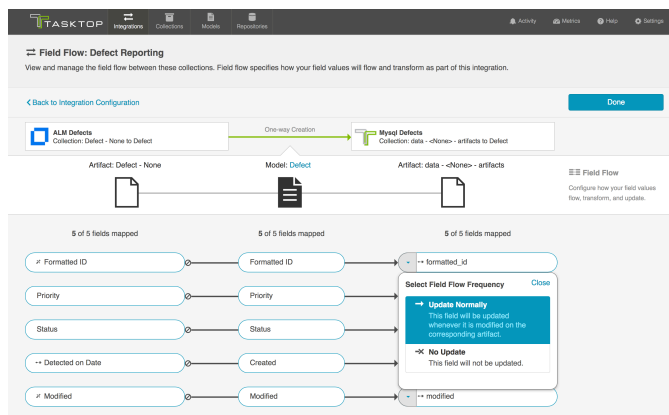 TASKTOP
Integrations
Collections
Models
Repositories
Activity
Metrics
Help
Settings
Field Flow: Defect Reporting
View and manage the field flow between these collections. Field flow specifies how your field values will flow and transform as part of this integration.
Back to Integration Configuration
Done
ALM Defects
Collection: Defect - None to Defect
One-way Creation
Mysql Defects
Collection: data - <None> - artifacts to Defect
Artifact: Defect - None
Model: Defect
Artifact: data - <None> - artifacts
Field Flow
Configure how your field values
flow, transform, and update.
5 of 5 fields mapped
5 of 5 fields mapped
5 of 5 fields mapped
Formatted ID
Formatted ID
formatted_id
Select Field Flow Frequency
Close
Priority
Priority
Update Normally
This field will be updated
whenever it is modified on the
corresponding artifact.
Status
Status
No Update
This field will not be updated.
Detected on Date
Created
Modified
Modified
modified